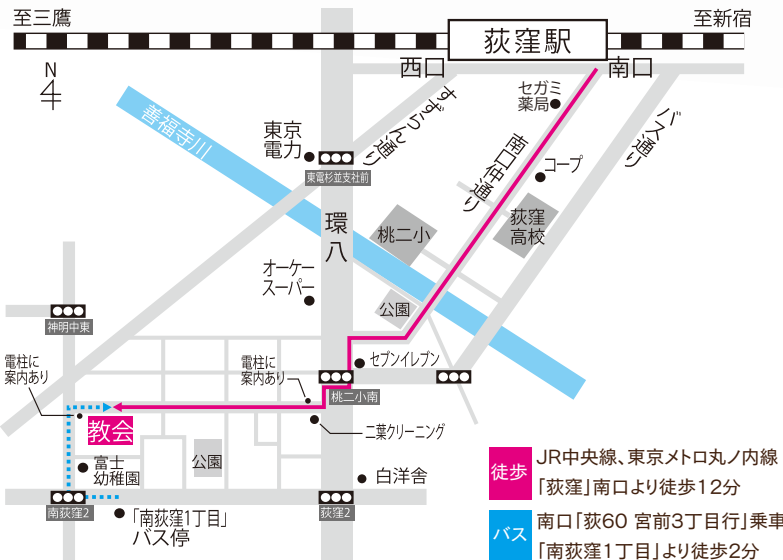 至三鷹
至新宿
荻窪駅
西口
南口
N
セガミ
薬局
すずらん通り
善福寺川
東京
電力
東電杉並支社前
南口仲通り
バス通り
コープ
環八
桃二小
荻窪
高校
オーケー
スーパー
公園
神明中東
電柱に
案内あり
電柱に
案内あり
セブンイレブン
桃二小南
教会
二葉クリーニング
富士
幼稚園
公園
白洋舎
南荻窪2
荻窪2
「南荻窪1丁目」
バス停
徒歩
JR中央線、東京メトロ丸ノ内線
「荻窪」南口より徒歩12分
バス
南口「荻60 宮前3丁目行」乗車
「南荻窪1丁目」より徒歩2分